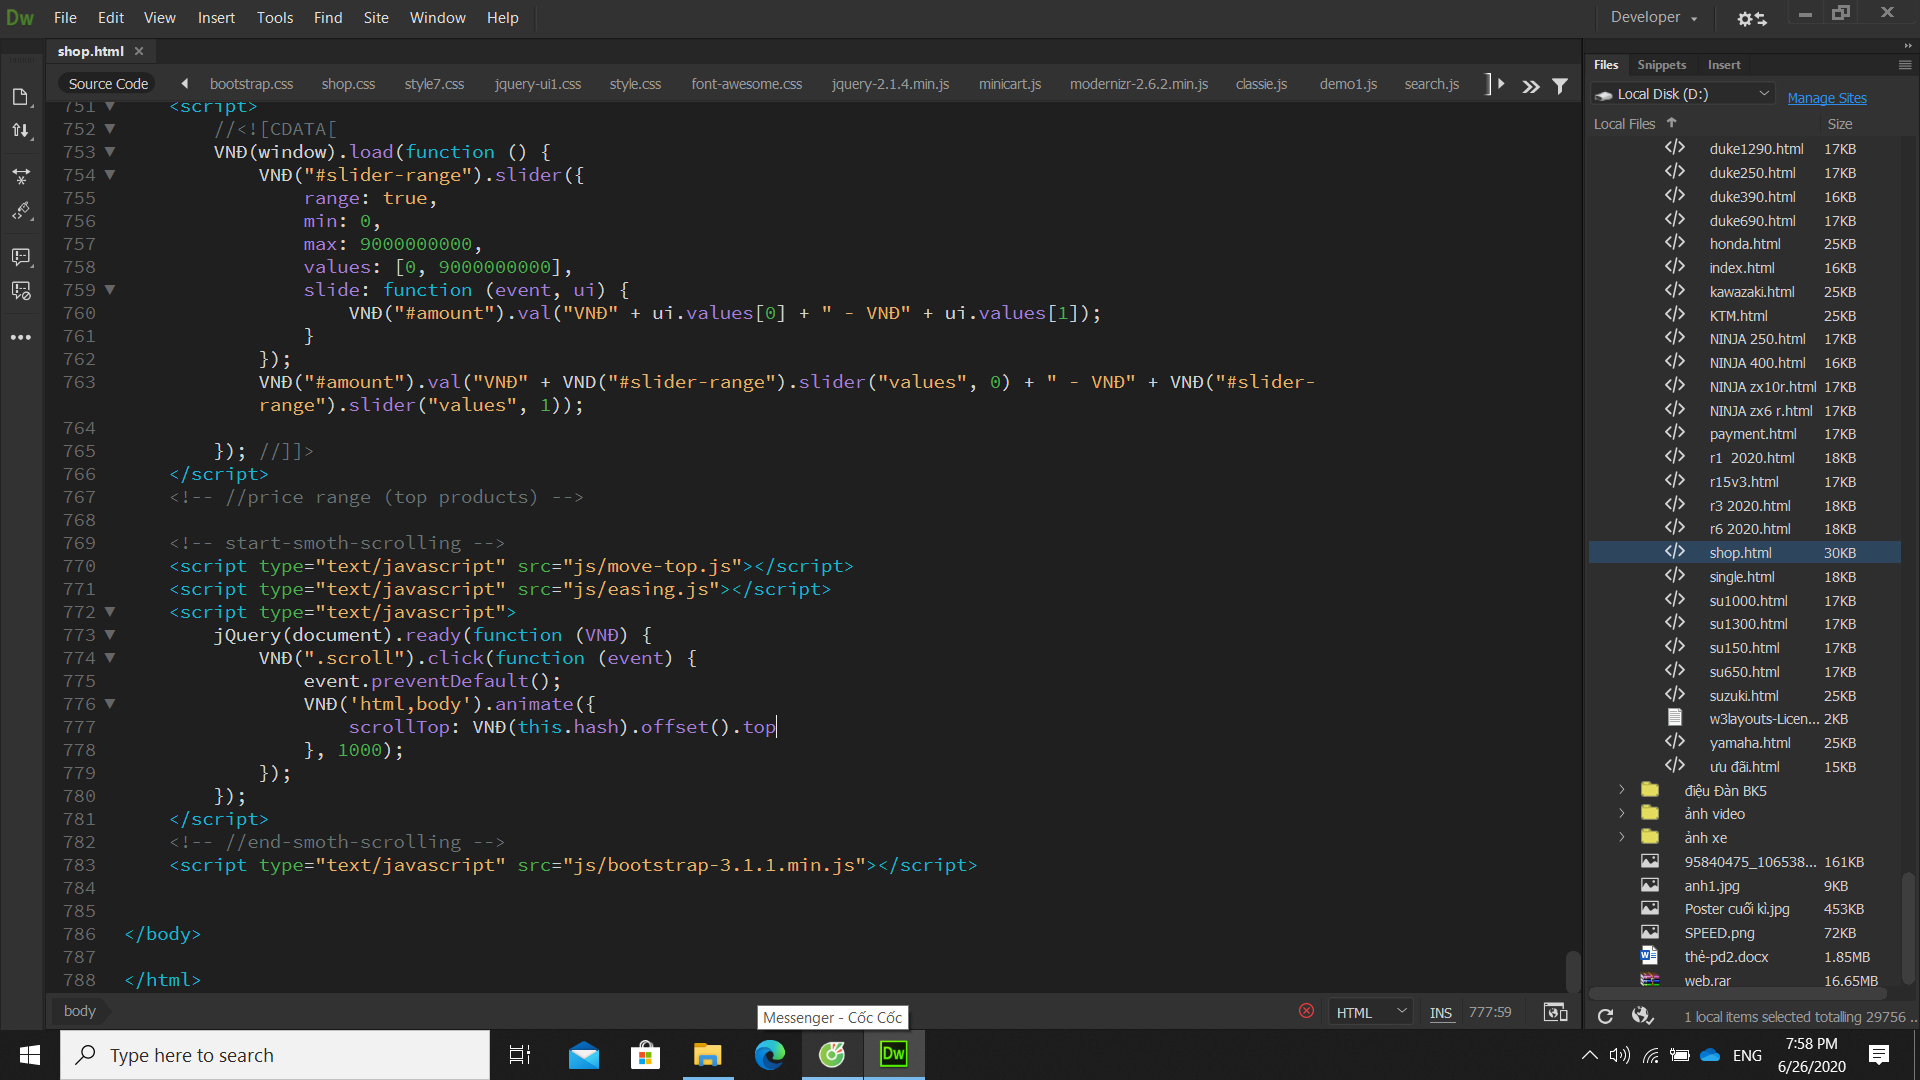 Dw File Edit View Insert Tools Find Site Window Help Developer
shop.html ×
Source Code bootstrap.css shop.css style7.css jquery-ui1.css style.css font-awesome.css jquery-2.1.4.min.js minicart.js modernizr-2.6.2.min.js classie.js demo1.js search.js
751 <script>
752 //<![CDATA[
753 VNĐ(window).load(function () {
754 VNĐ("#slider-range").slider({
755 range: true,
756 min: 0,
757 max: 9000000000,
758 values: [0, 9000000000],
759 slide: function (event, ui) {
760 VNĐ("#amount").val("VNĐ" + ui.values[0] + " - VNĐ" + ui.values[1]);
761 }
762 });
763 VNĐ("#amount").val("VNĐ" + VND("#slider-range").slider("values", 0) + " - VNĐ" + VNĐ("#slider-
range").slider("values", 1));
764
765 }); //]]>
766 </script>
767 <!-- //price range (top products) -->
768
769 <!-- start-smoth-scrolling -->
770 <script type="text/javascript" src="js/move-top.js"></script>
771 <script type="text/javascript" src="js/easing.js"></script>
772 <script type="text/javascript">
773 jQuery(document).ready(function (VNĐ) {
774 VNĐ(".scroll").click(function (event) {
775 event.preventDefault();
776 VNĐ('html,body').animate({
777 scrollTop: VNĐ(this.hash).offset().top
778 }, 1000);
779 });
780 });
781 </script>
782 <!-- //end-smoth-scrolling -->
783 <script type="text/javascript" src="js/bootstrap-3.1.1.min.js"></script>
784
785
786 </body>
787
788 </html>
body
HTML INS 777:59
Files Snippets Insert
Local Disk (D:) Manage Sites
Local Files Size
duke1290.html 17KB
duke250.html 17KB
duke390.html 16KB
duke690.html 17KB
honda.html 25KB
index.html 16KB
kawazaki.html 25KB
KTM.html 25KB
NINJA 250.html 17KB
NINJA 400.html 16KB
NINJA zx10r.html 17KB
NINJA zx6 r.html 17KB
payment.html 17KB
r1 2020.html 18KB
r15v3.html 17KB
r3 2020.html 18KB
r6 2020.html 18KB
shop.html 30KB
single.html 18KB
su1000.html 17KB
su1300.html 17KB
su150.html 17KB
su650.html 17KB
suzuki.html 25KB
w3layouts-Licen... 2KB
yamaha.html 25KB
ưu đãi.html 15KB
điệu Đàn BK5
ảnh video
ảnh xe
95840475_106538... 161KB
anh1.jpg 9KB
Poster cuối kì.jpg 453KB
SPEED.png 72KB
thẻ-pd2.docx 1.85MB
web.rar 16.65MB
1 local items selected totalling 29756 ..
Messenger - Cốc Cốc
Type here to search
Dw
ENG
7:58 PM
6/26/2020